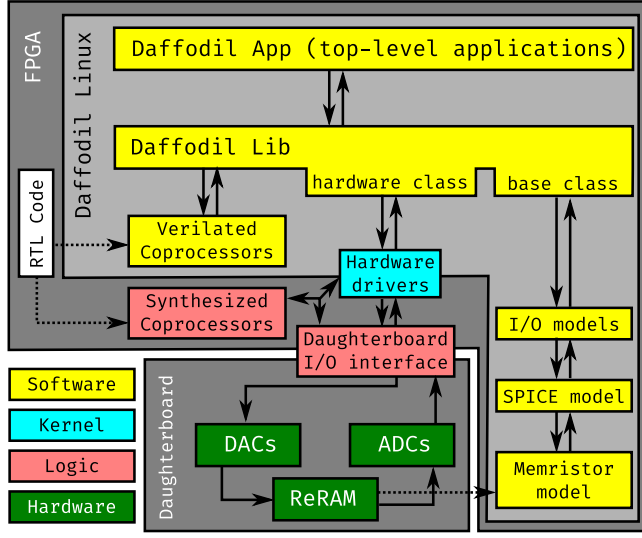 FPGA
Daffodil Linux
Daffodil App (top-level applications)
Daffodil Lib
hardware class
base class
RTL Code
Verilated
Coprocessors
Hardware
drivers
Synthesized
Coprocessors
Daughterboard
I/O interface
I/O models
SPICE model
Memristor
model
Daughterboard
DACs
ADCs
ReRAM
Software
Kernel
Logic
Hardware